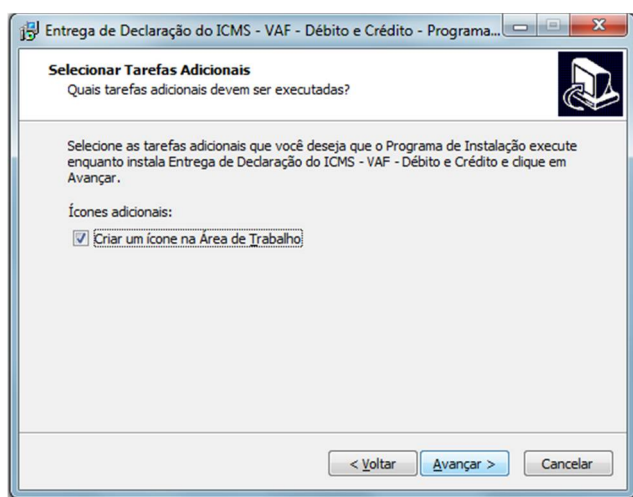 Entrega de Declaração do ICMS - VAF - Débito e Crédito - Programa...
Selecionar Tarefas Adicionais
Quais tarefas adicionais devem ser executadas?
Selecione as tarefas adicionais que você deseja que o Programa de Instalação execute
enquanto instala Entrega de Declaração do ICMS - VAF - Débito e Crédito e clique em
Avançar.
Ícones adicionais:
Criar um ícone na Área de Trabalho
< Voltar Avançar > Cancelar